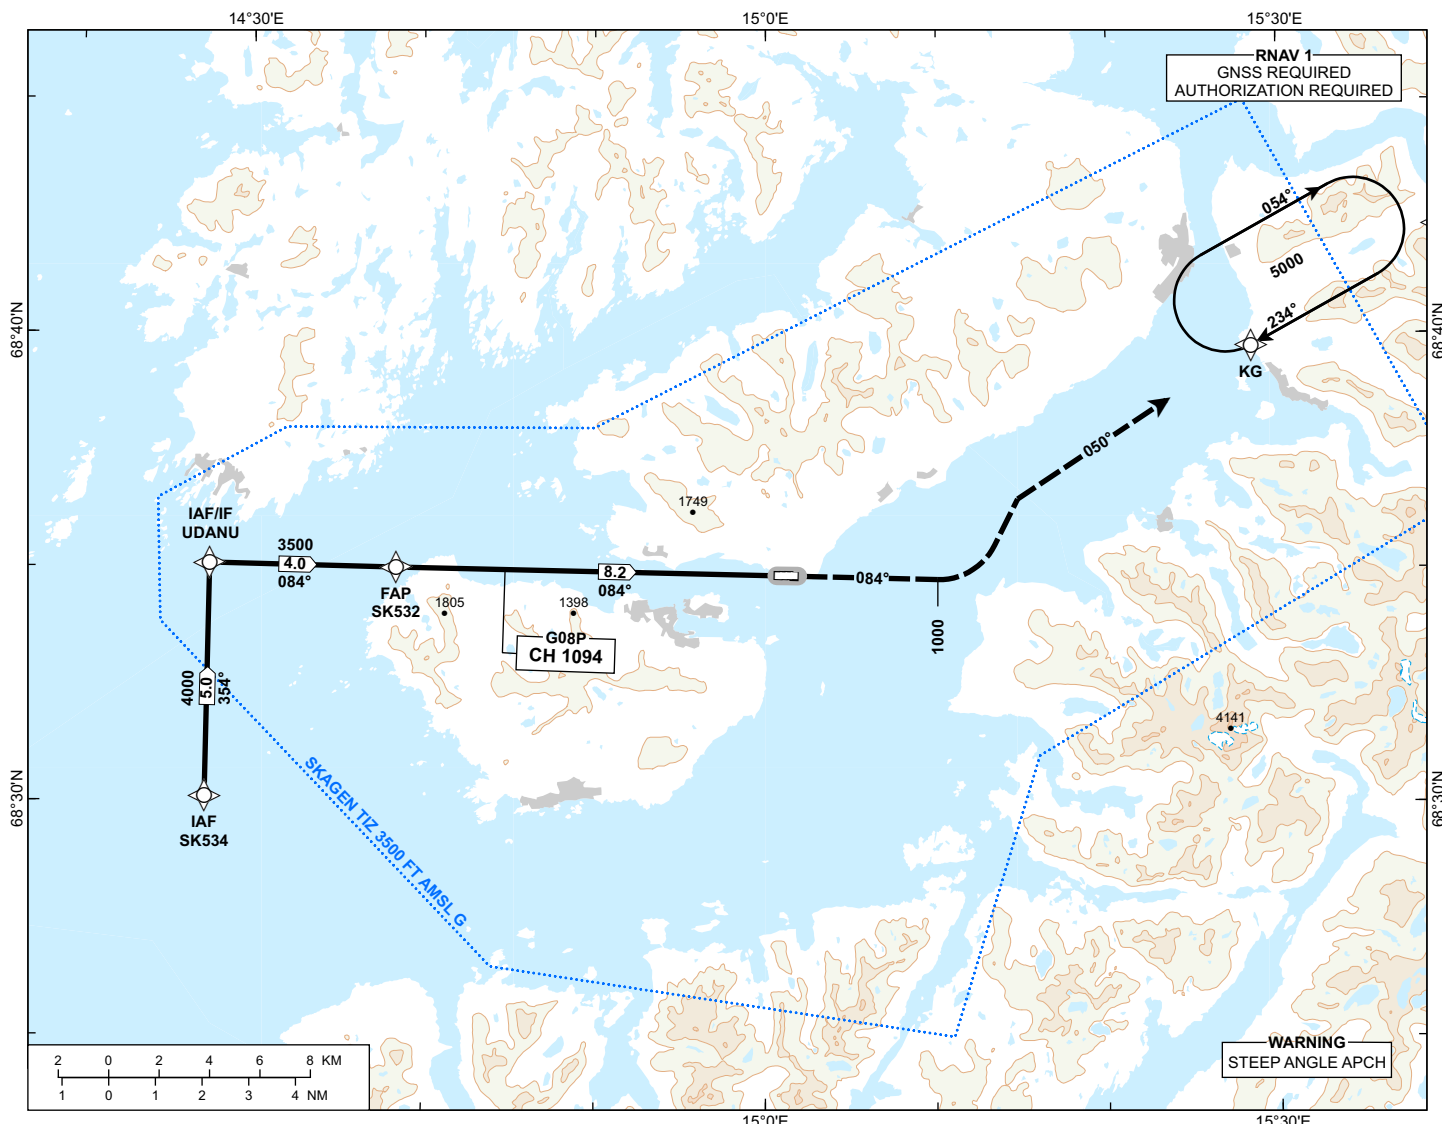 14°30'E
15°0'E
15°30'E
RNAV 1
GNSS REQUIRED
AUTHORIZATION REQUIRED
054°
5000
234°
KG
68°40'N
68°40'N
050°
1749
IAF/IF
UDANU
3500
4.0
084°
FAP
SK532
8.2
084°
084°
1000
1805
1398
G08P
CH 1094
4000
5.0
354°
IAF
SK534
SKAGEN TIZ 3500 FT AMSL G
4141
68°30'N
68°30'N
WARNING
STEEP ANGLE APCH
2 0 2 4 6 8 KM
1 0 1 2 3 4 NM
15°0'E
15°30'E